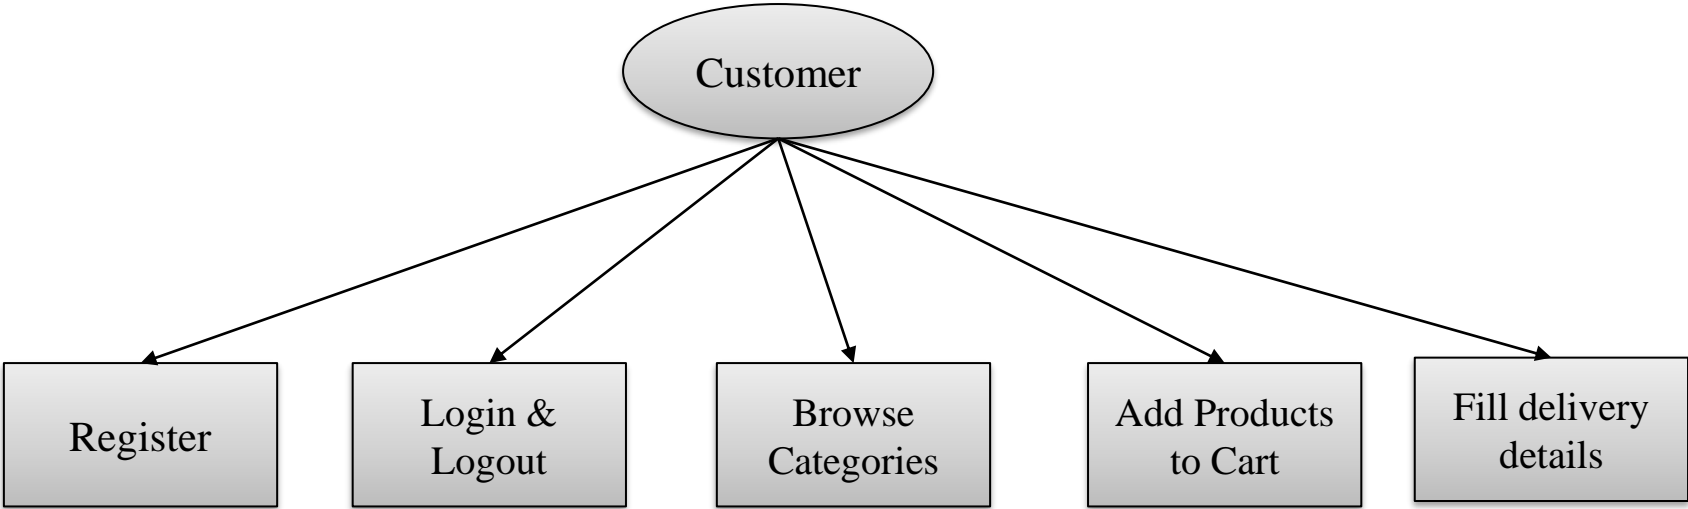 Customer
Register
Login &
Logout
Browse
Categories
Add Products
to Cart
Fill delivery
details